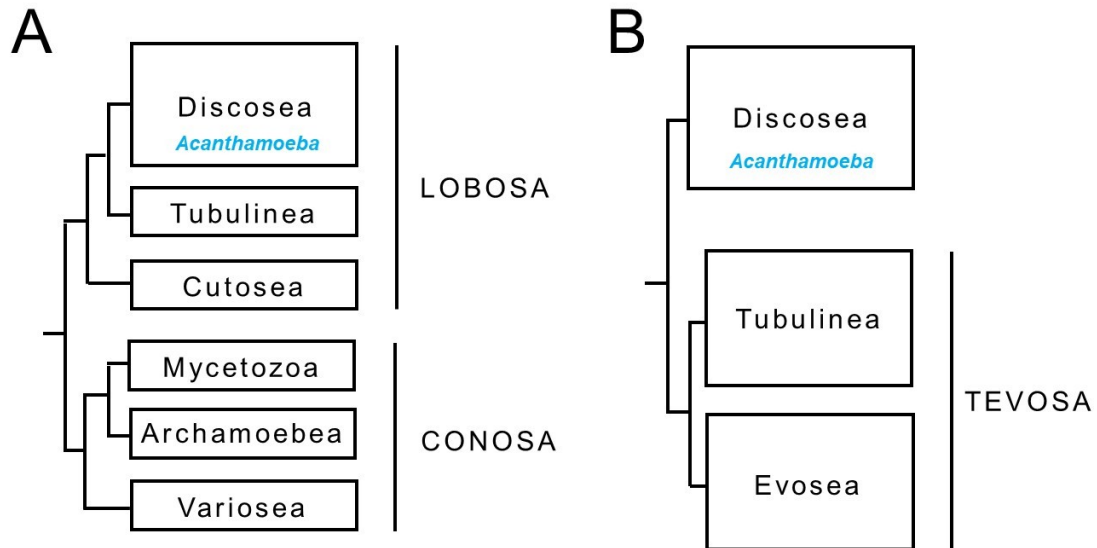 A
Discosea
Acanthamoeba
Tubulinea
Cutosea
LOBOSA
Mycetozoa
Archamoebea
Variosea
CONOSA
B
Discosea
Acanthamoeba
Tubulinea
Evosea
TEVOSA